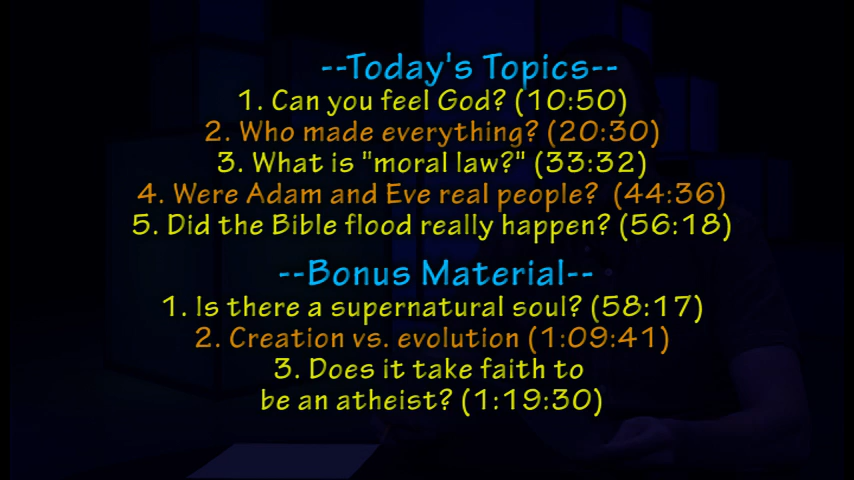 --Today's Topics--
1. Can you feel God? (10:50)
2. Who made everything? (20:30)
3. What is "moral law?" (33:32)
4. Were Adam and Eve real people? (44:36)
5. Did the Bible flood really happen? (56:18)
--Bonus Material--
1. Is there a supernatural soul? (58:17)
2. Creation vs. evolution (1:09:41)
3. Does it take faith to
be an atheist? (1:19:30)